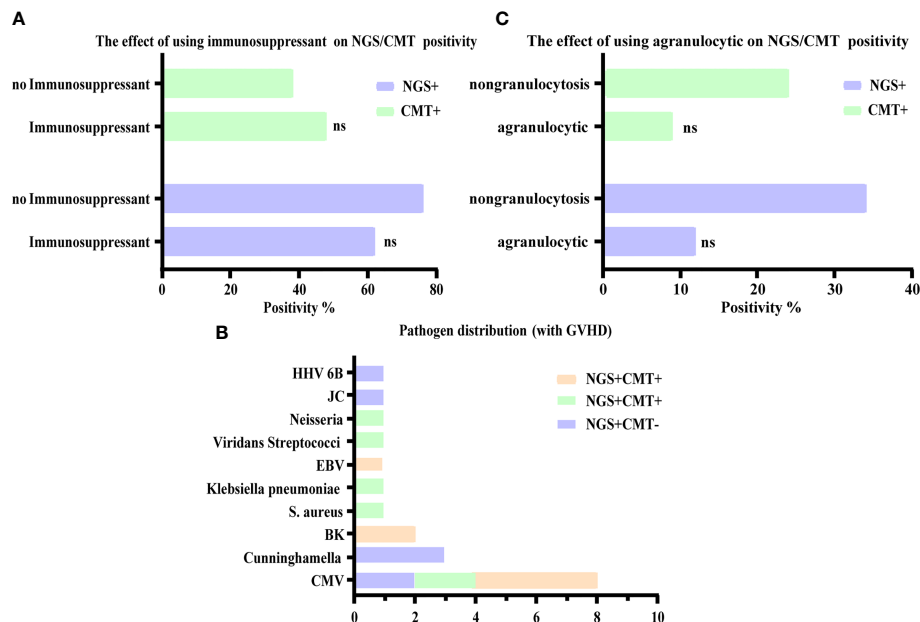 A
The effect of using immunosuppressant on NGS/CMT positivity
no Immunosuppressant
Immunosuppressant
no Immunosuppressant
Immunosuppressant
ns
ns
NGS+
CMT+
0 20 40 60 80
Positivity %
C
The effect of using agranulocytic on NGS/CMT positivity
nongranulocytosis
agranulocytic
nongranulocytosis
agranulocytic
ns
ns
NGS+
CMT+
0 10 20 30 40
Positivity %
B
Pathogen distribution (with GVHD)
HHV 6B
JC
Neisseria
Viridans Streptococci
EBV
Klebsiella pneumoniae
S. aureus
BK
Cunninghamella
CMV
NGS+CMT+
NGS+CMT+
NGS+CMT-
0 2 4 6 8 10